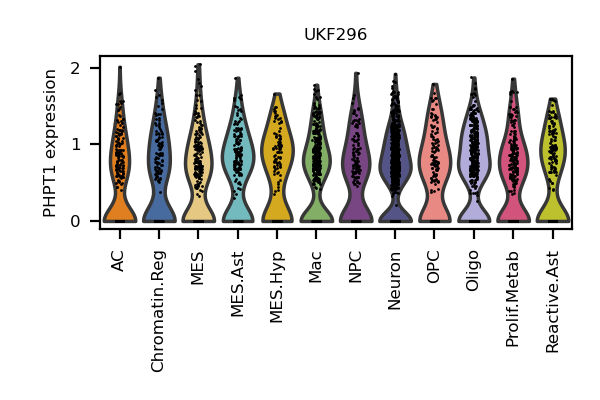 UKF296
PHPT1 expression
2
1
0
AC
Chromatin.Reg
MES
MES.Ast
MES.Hyp
Mac
NPC
Neuron
OPC
Oligo
Prolif.Metab
Reactive.Ast